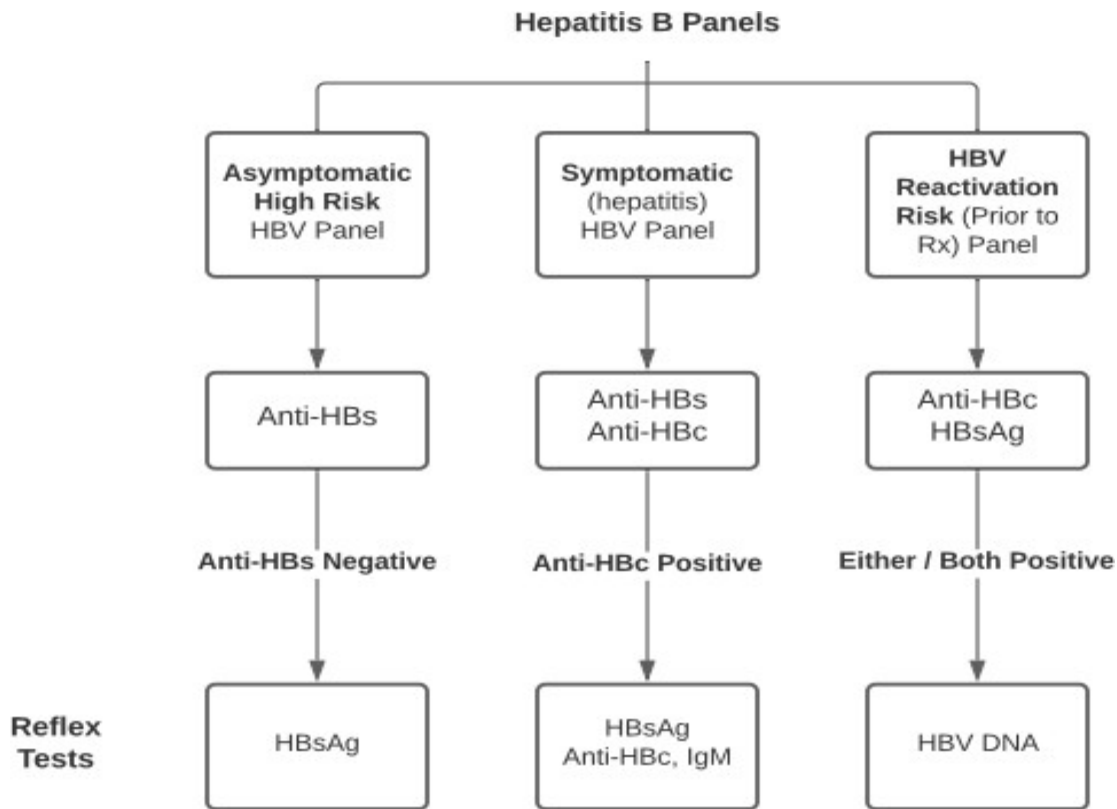 Hepatitis B Panels
Asymptomatic
High Risk
HBV Panel
Symptomatic
(hepatitis)
HBV Panel
HBV
Reactivation
Risk (Prior to
Rx) Panel
Anti-HBs
Anti-HBs
Anti-HBc
Anti-HBc
HBsAg
Anti-HBs Negative
Anti-HBc Positive
Either / Both Positive
Reflex
Tests
HBsAg
HBsAg
Anti-HBc, IgM
HBV DNA